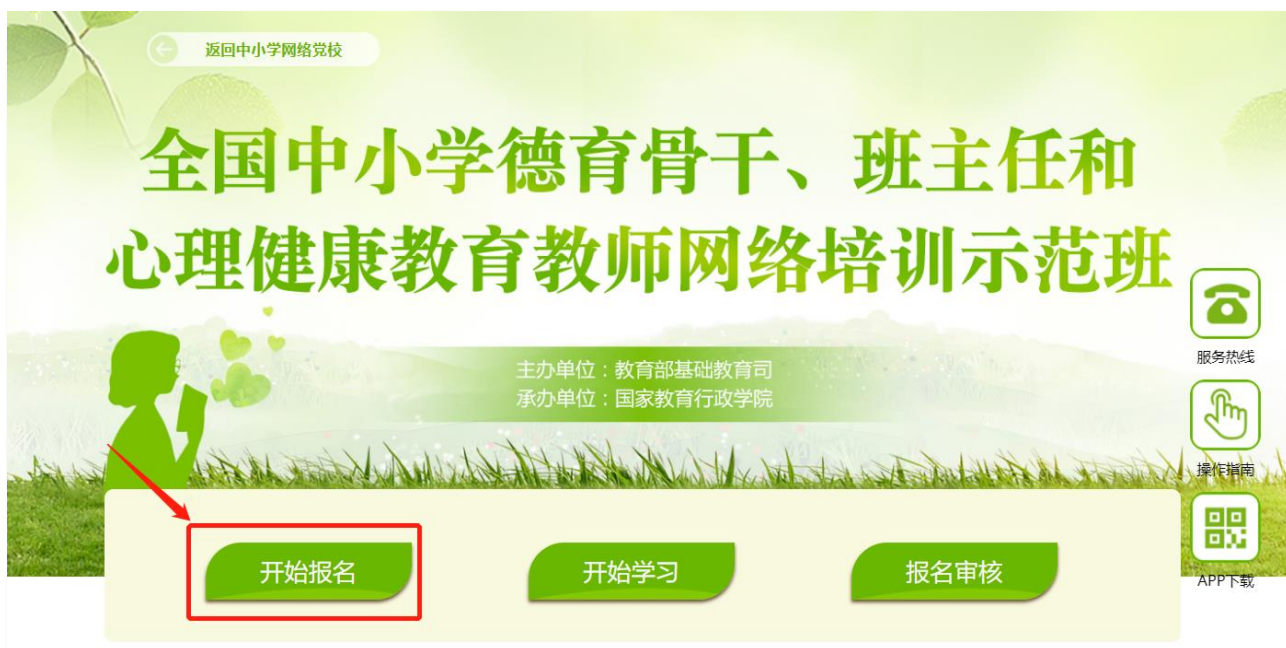 返回中小学网络党校
全国中小学德育骨干、班主任和
心理健康教育教师网络培训示范班
主办单位：教育部基础教育司
承办单位：国家教育行政学院
服务热线
操作指南
APP下载
开始报名
开始学习
报名审核